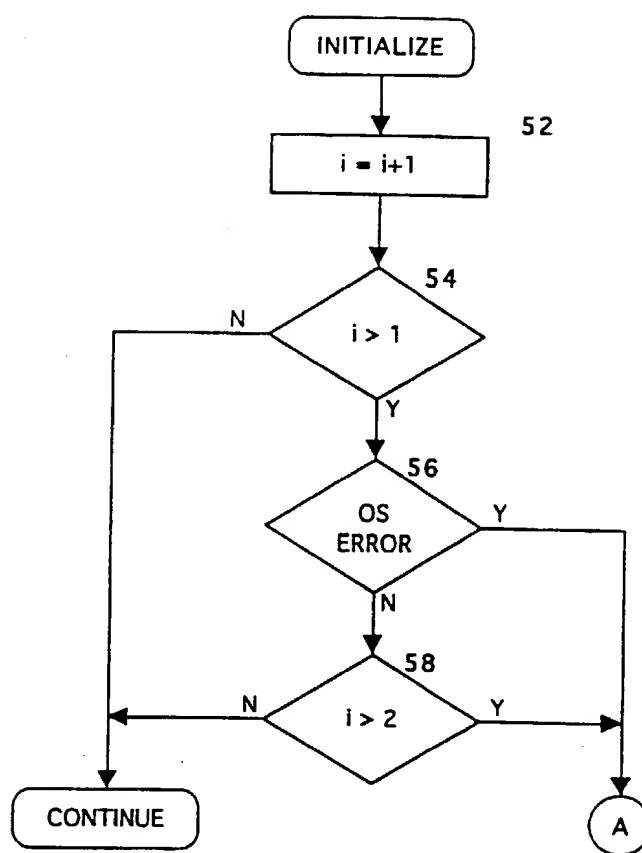 INITIALIZE
52
i = i+1
54
N
i > 1
Y
56
OS
ERROR
Y
N
58
N
i > 2
Y
CONTINUE
A